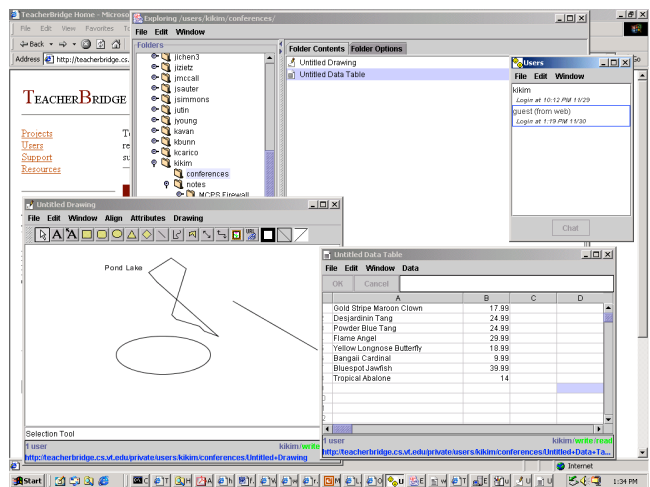 TeacherBridge Home - Microso
File Edit View Favorites
Back
Address http://teacherbridge.cs.
TEACHERBRIDGE
Projects
Users
Support
Resources
Exploring /users/kikim/conferences/
File Edit Window
Folders
jichen3
jizietz
jmccall
jsauter
jsimmons
jutin
jyoung
kavan
kbunn
kcarico
kikim
conferences
notes
MCPS Firewall
Folder Contents Folder Options
Untitled Drawing
Untitled Data Table
Users
File Edit Window
kikim
Login at 10:12 PM 11/29
guest (from web)
Login at 1:19 PM 11/30
Chat
Untitled Drawing
File Edit Window Align Attributes Drawing
Pond Lake
Selection Tool
1 user kikim/write
http://teacherbridge.cs.vt.edu/private/users/kikim/conferences/Untitled+Drawing
Untitled Data Table
File Edit Window Data
OK Cancel
A B C D
Gold Stripe Maroon Clown 17.99
Desjardinin Tang 24.99
Powder Blue Tang 24.99
Flame Angel 29.99
Yellow Longnose Butterfly 18.99
Bangaii Cardinal 9.99
Bluespot Jawfish 39.99
Tropical Abalone 14
1 user kikim/write/read
http://teacherbridge.cs.vt.edu/private/users/kikim/conferences/Untitled+Data+Ta...
Internet
Start 1:34 PM